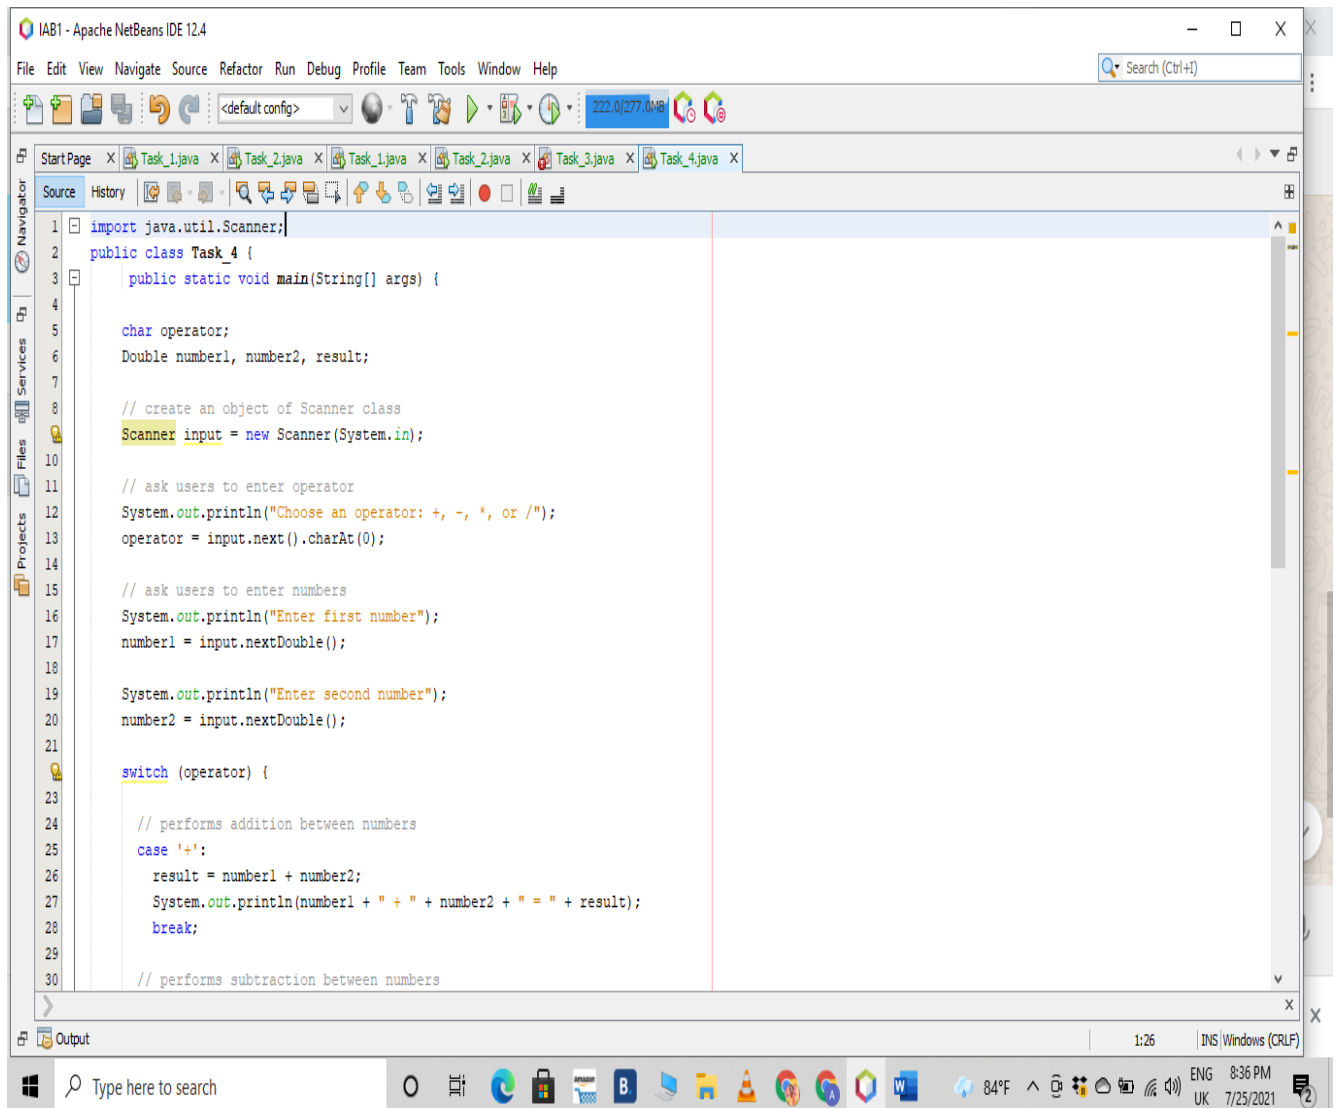 IAB1 - Apache NetBeans IDE 12.4
File Edit View Navigate Source Refactor Run Debug Profile Team Tools Window Help
Search (Ctrl+I)
<default config>
222.0/277.0MB
Start Page Task_1.java Task_2.java Task_1.java Task_2.java Task_3.java Task_4.java
Source History
Navigator
Services
Files
Projects
1 import java.util.Scanner;
2 public class Task_4 {
3 public static void main(String[] args) {
4
5 char operator;
6 Double number1, number2, result;
7
8 // create an object of Scanner class
Scanner input = new Scanner(System.in);
10
11 // ask users to enter operator
12 System.out.println("Choose an operator: +, -, *, or /");
13 operator = input.next().charAt(0);
14
15 // ask users to enter numbers
16 System.out.println("Enter first number");
17 number1 = input.nextDouble();
18
19 System.out.println("Enter second number");
20 number2 = input.nextDouble();
21
switch (operator) {
23
24 // performs addition between numbers
25 case '+':
26 result = number1 + number2;
27 System.out.println(number1 + " + " + number2 + " = " + result);
28 break;
29
30 // performs subtraction between numbers
Output
1:26 INS Windows (CRLF)
Type here to search
amazon
B.
W
84°F
ENG
UK
8:36 PM
7/25/2021
2